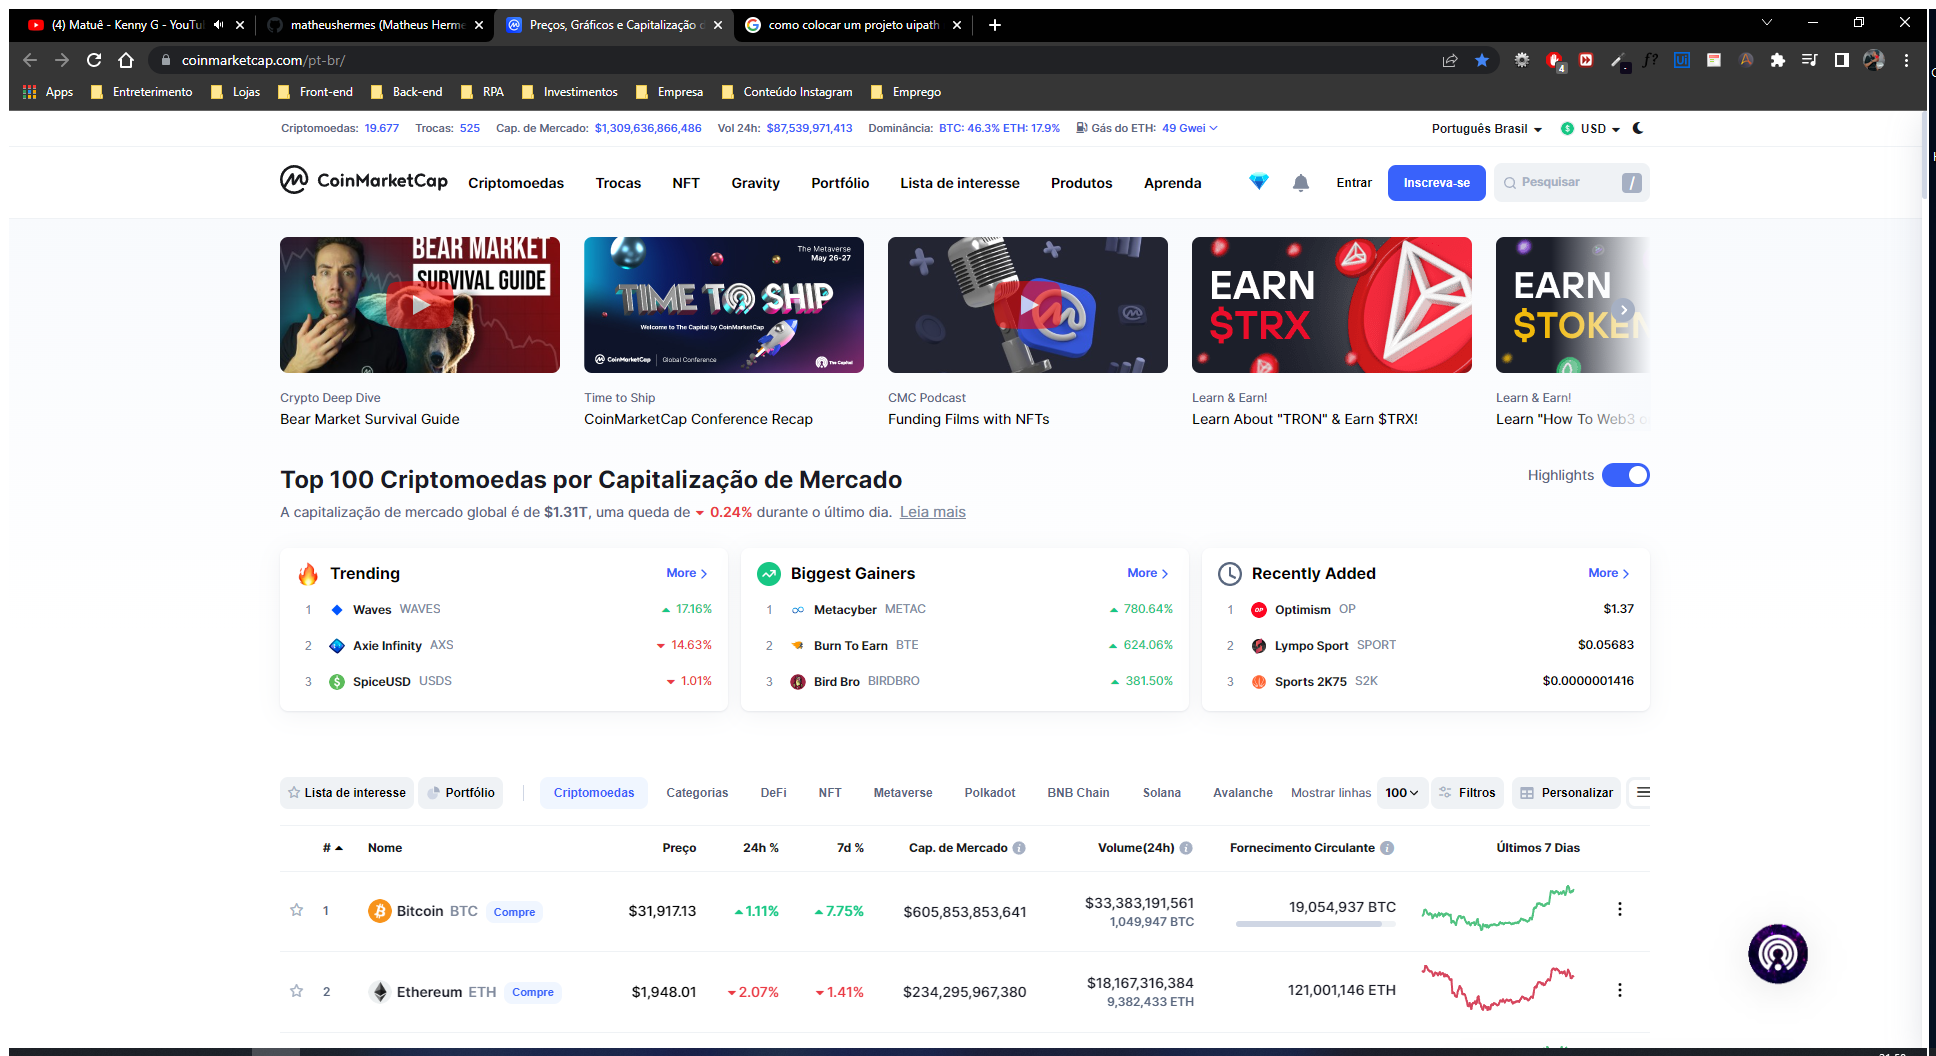 (4) Matuê - Kenny G - YouTu
matheushermes (Matheus Herme
Preços, Gráficos e Capitalização d
como colocar um projeto uipath
coinmarketcap.com/pt-br/
4
f?
Ui
Apps
Entreterimento
Lojas
Front-end
Back-end
RPA
Investimentos
Empresa
Conteúdo Instagram
Emprego
Criptomoedas: 19.677 Trocas: 525 Cap. de Mercado: $1,309,636,866,486 Vol 24h: $87,539,971,413 Dominância: BTC: 46.3% ETH: 17.9% Gás do ETH: 49 Gwei
Português Brasil
USD
CoinMarketCap
Criptomoedas
Trocas
NFT
Gravity
Portfólio
Lista de interesse
Produtos
Aprenda
Entrar
Inscreva-se
Pesquisar
/
BEAR MARKET
SURVIVAL GUIDE
The Metaverse
May 26-27
TIME TO SHIP
Welcome to The Capital by CoinMarketCap
CoinMarketCap | Global Conference
The Capital
EARN
$TRX
EARN
$TOKEN
Crypto Deep Dive
Bear Market Survival Guide
Time to Ship
CoinMarketCap Conference Recap
CMC Podcast
Funding Films with NFTs
Learn & Earn!
Learn About "TRON" & Earn $TRX!
Learn & Earn!
Learn "How To Web3 o
Top 100 Criptomoedas por Capitalização de Mercado
Highlights
A capitalização de mercado global é de $1.31T, uma queda de 0.24% durante o último dia. Leia mais
Trending
More
1 Waves WAVES 17.16%
2 Axie Infinity AXS 14.63%
3 SpiceUSD USDS 1.01%
Biggest Gainers
More
1 Metacyber METAC 780.64%
2 Burn To Earn BTE 624.06%
3 Bird Bro BIRDBRO 381.50%
Recently Added
More
1 Optimism OP $1.37
2 Lympo Sport SPORT $0.05683
3 Sports 2K75 S2K $0.0000001416
Lista de interesse
Portfólio
Criptomoedas
Categorias
DeFi
NFT
Metaverse
Polkadot
BNB Chain
Solana
Avalanche
Mostrar linhas
100
Filtros
Personalizar
# Nome Preço 24h % 7d % Cap. de Mercado Volume(24h) Fornecimento Circulante Últimos 7 Dias
1 Bitcoin BTC Compre $31,917.13 1.11% 7.75% $605,853,853,641 $33,383,191,561 19,054,937 BTC
1,049,947 BTC
2 Ethereum ETH Compre $1,948.01 2.07% 1.41% $234,295,967,380 $18,167,316,384 121,001,146 ETH
9,382,433 ETH